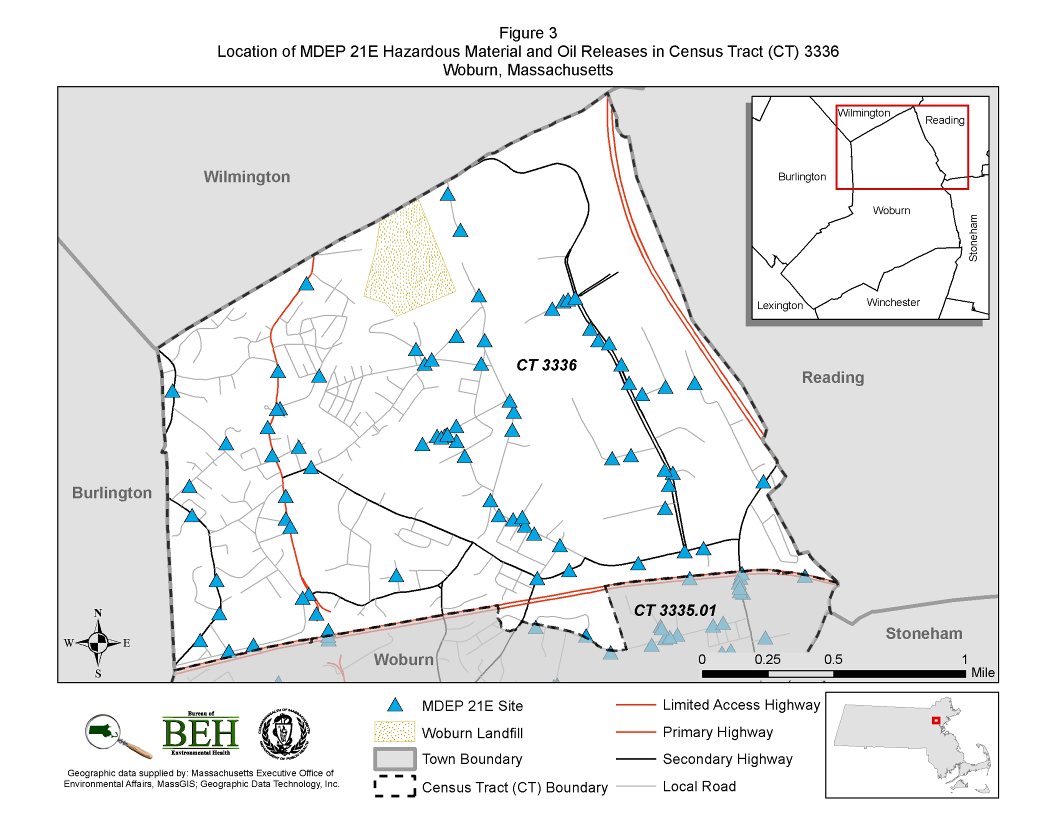 Figure 3
Location of MDEP 21E Hazardous Material and Oil Releases in Census Tract (CT) 3336
Woburn, Massachusetts
Wilmington
Wilmington
Reading
Burlington
Woburn
Stoneham
Lexington
Winchester
CT 3336
Reading
Burlington
CT 3335.01
N
W E
S
Woburn
Stoneham
0 0.25 0.5 1
Mile
Bureau of
BEH
Environmental Health
Geographic data supplied by: Massachusetts Executive Office of
Environmental Affairs, MassGIS; Geographic Data Technology, Inc.
MDEP 21E Site
Woburn Landfill
Town Boundary
Census Tract (CT) Boundary
Limited Access Highway
Primary Highway
Secondary Highway
Local Road